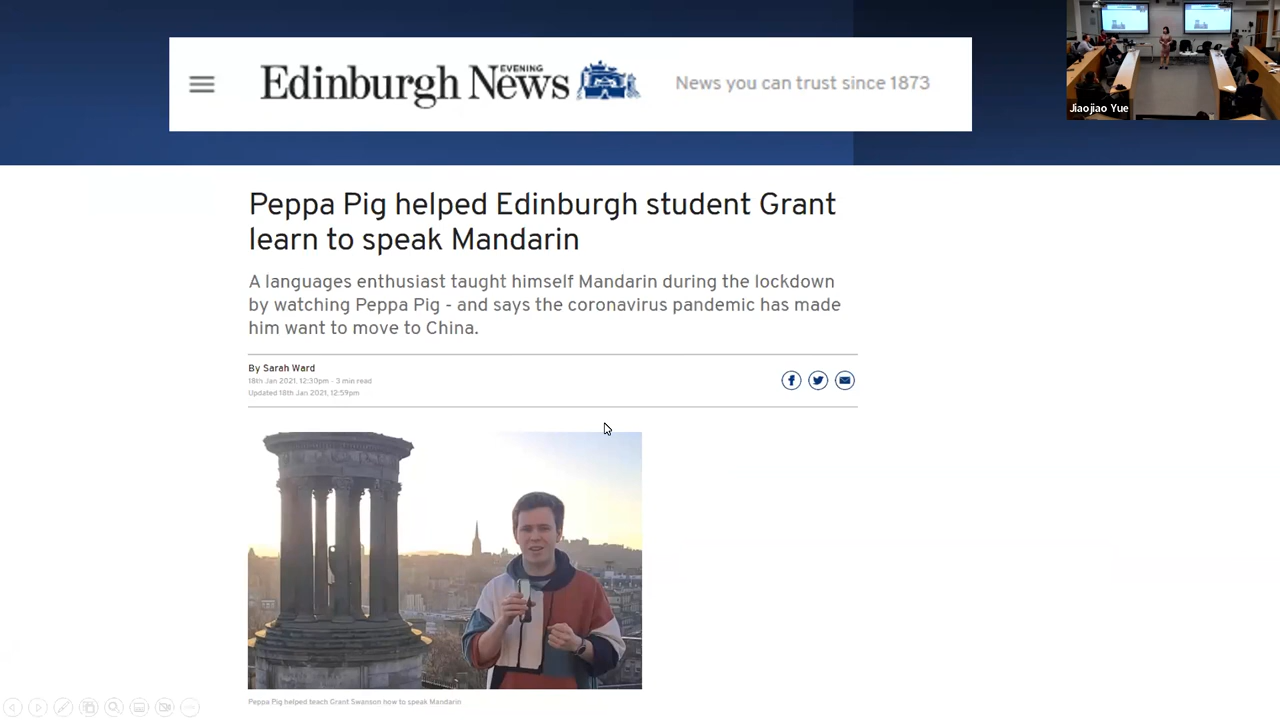 Edinburgh News
EVENING
News you can trust since 1873
Jiaojiao Yue
Peppa Pig helped Edinburgh student Grant
learn to speak Mandarin
A languages enthusiast taught himself Mandarin during the lockdown
by watching Peppa Pig - and says the coronavirus pandemic has made
him want to move to China.
By Sarah Ward
18th Jan 2021, 12:30pm - 3 min read
Updated 18th Jan 2021, 12:59pm
Peppa Pig helped teach Grant Swanson how to speak Mandarin